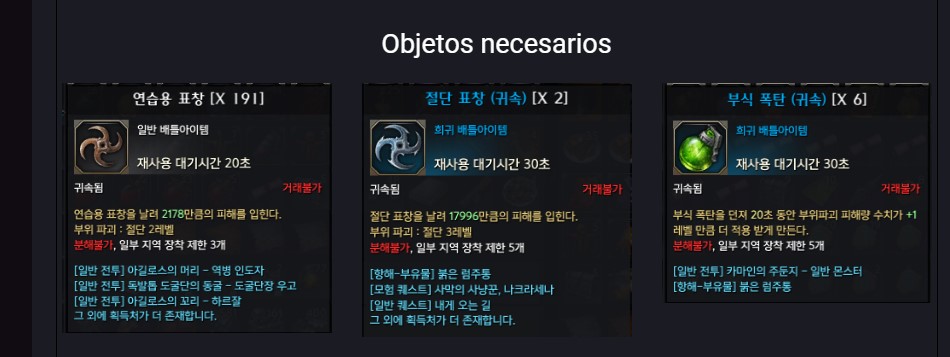 Objetos necesarios
연습용 표창 [X 191]
일반 배틀아이템
재사용 대기시간 20초
귀속됨 거래불가
연습용 표창을 날려 2178만큼의 피해를 입힌다.
부위 파괴 : 절단 2레벨
분해불가, 일부 지역 장착 제한 3개
[일반 전투] 아길로스의 머리 - 역병 인도자
[일반 전투] 독발톱 도굴단의 동굴 - 도굴단장 우고
[일반 전투] 아길로스의 꼬리 - 하르잘
그 외에 획득처가 더 존재합니다.
절단 표창 (귀속) [X 2]
희귀 배틀아이템
재사용 대기시간 30초
귀속됨 거래불가
절단 표창을 날려 17996만큼의 피해를 입힌다.
부위 파괴 : 절단 3레벨
분해불가, 일부 지역 장착 제한 5개
[항해-부유물] 붉은 럼주통
[모험 퀘스트] 사막의 사냥꾼, 나크라세나
[일반 퀘스트] 내게 오는 길
그 외에 획득처가 더 존재합니다.
부식 폭탄 (귀속) [X 6]
희귀 배틀아이템
재사용 대기시간 30초
귀속됨 거래불가
부식 폭탄을 던져 20초 동안 부위파괴 피해량 수치가 +1
레벨 만큼 더 적용 받게 만든다.
분해불가, 일부 지역 장착 제한 5개
[일반 전투] 카마인의 주둔지 - 일반 몬스터
[항해-부유물] 붉은 럼주통